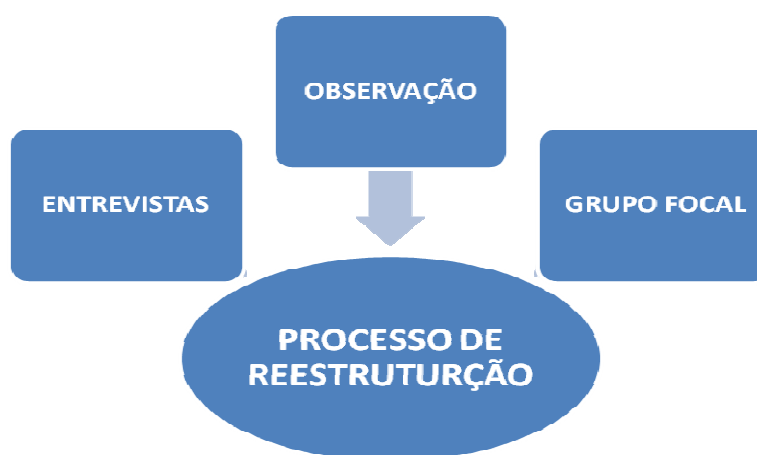 OBSERVAÇÃO
ENTREVISTAS
GRUPO FOCAL
PROCESSO DE
REESTRUTURÇÃO